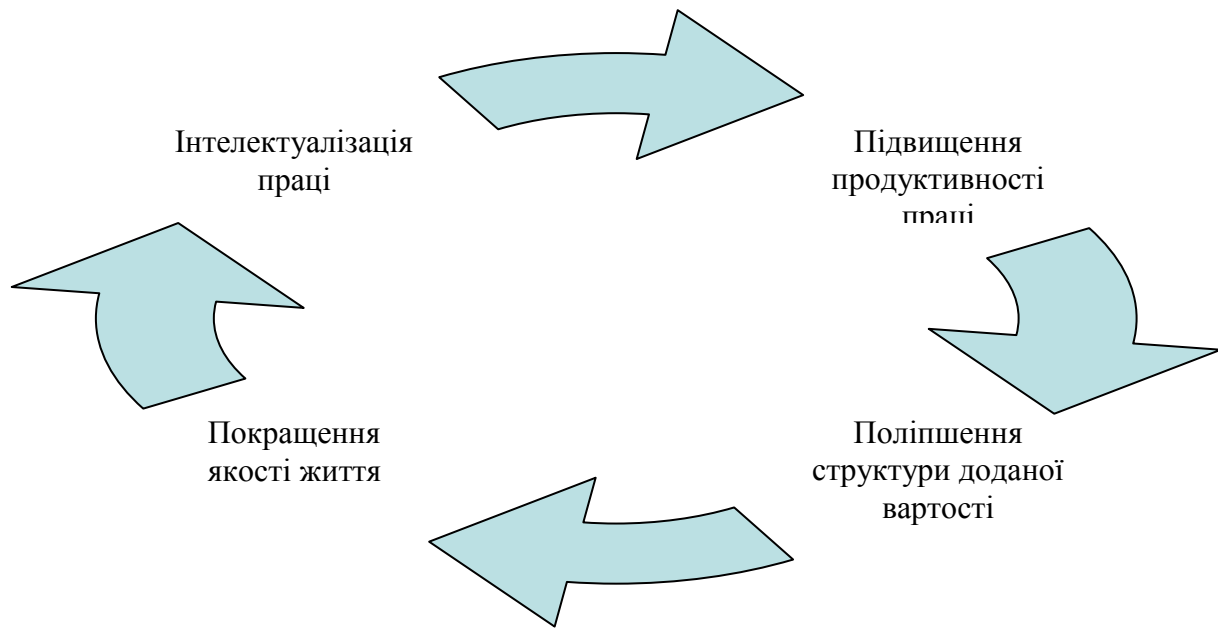 Інтелектуалізація
праці
Підвищення
продуктивності
праці
Покращення
якості життя
Поліпшення
структури доданої
вартості